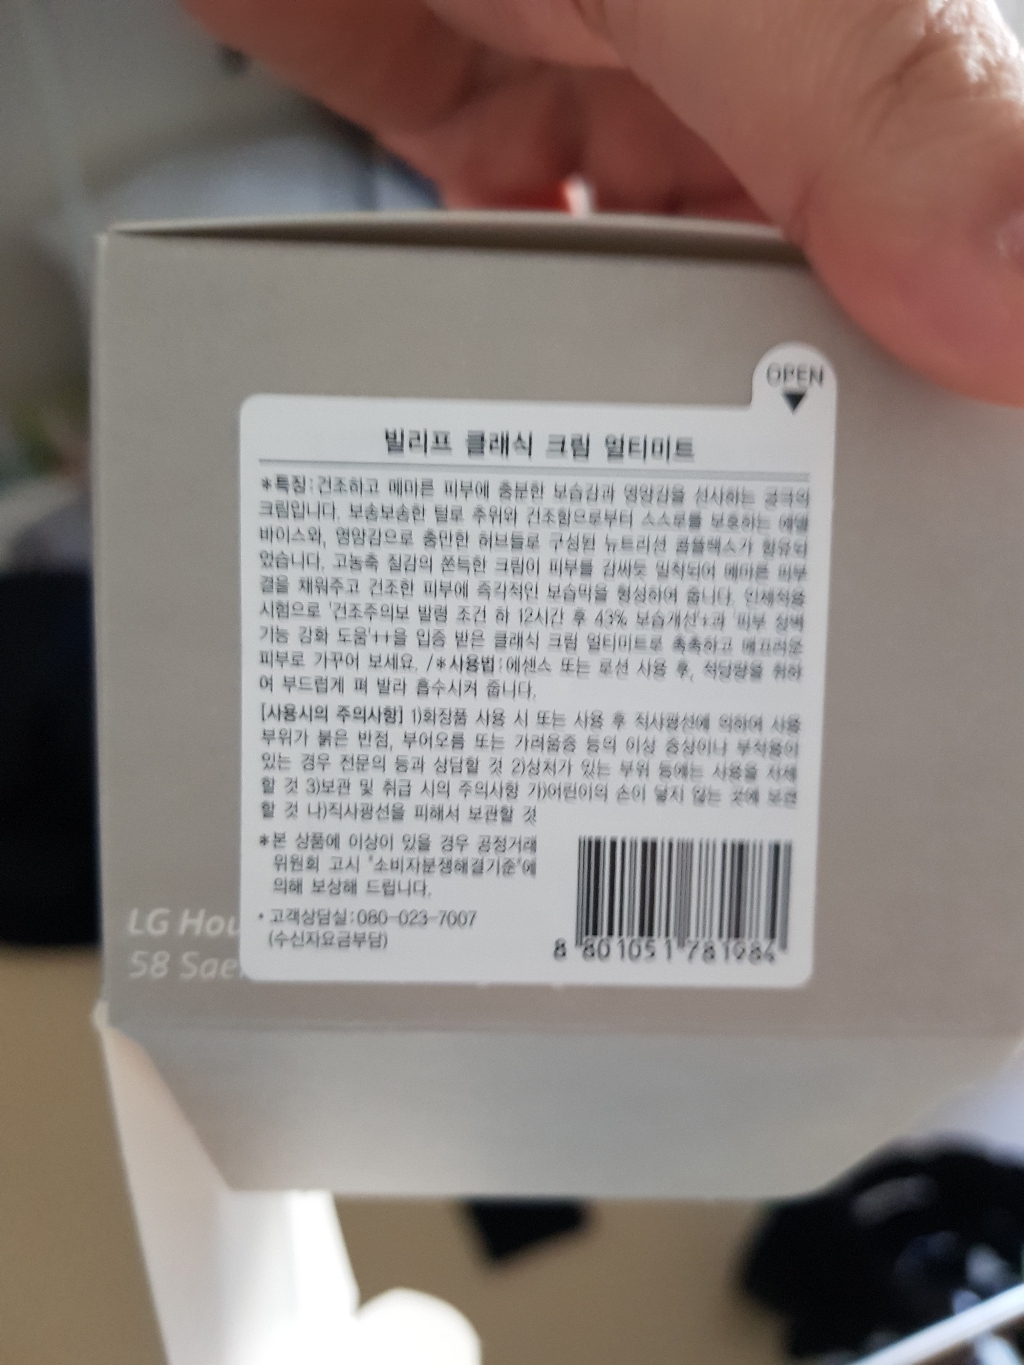 OPEN
빌리프 클래식 크림 얼티미트
*특징:건조하고 메마른 피부에 충분한 보습감과 영양감을 선사하는 궁극의
크림입니다. 보송보송한 털로 추위와 건조함으로부터 스스로를 보호하는 에델
바이스와, 영양감으로 충만한 허브들로 구성된 뉴트리션 콤플렉스가 함유되
었습니다. 고농축 질감의 쫀득한 크림이 피부를 감싸듯 밀착되어 메마른 피부
결을 채워주고 건조한 피부에 즉각적인 보습막을 형성하여 줍니다. 인체적용
시험으로 '건조주의보 발령 조건 하 12시간 후 43% 보습개선'+과 '피부 장벽
기능 강화 도움'++을 입증 받은 클래식 크림 얼티미트로 촉촉하고 매끄러운
피부로 가꾸어 보세요. /*사용법:에센스 또는 로션 사용 후, 적당량을 취하
여 부드럽게 펴 발라 흡수시켜 줍니다.
[사용시의 주의사항] 1)화장품 사용 시 또는 사용 후 직사광선에 의하여 사용
부위가 붉은 반점, 부어오름 또는 가려움증 등의 이상 증상이나 부작용이
있는 경우 전문의 등과 상담할 것 2)상처가 있는 부위 등에는 사용을 자제
할 것 3)보관 및 취급 시의 주의사항 가)어린이의 손이 닿지 않는 곳에 보관
할 것 나)직사광선을 피해서 보관할 것
*본 상품에 이상이 있을 경우 공정거래
위원회 고시 "소비자분쟁해결기준"에
의해 보상해 드립니다.
• 고객상담실:080-023-7007
(수신자요금부담)
8 801051 781984
LG Hou
58 Sae